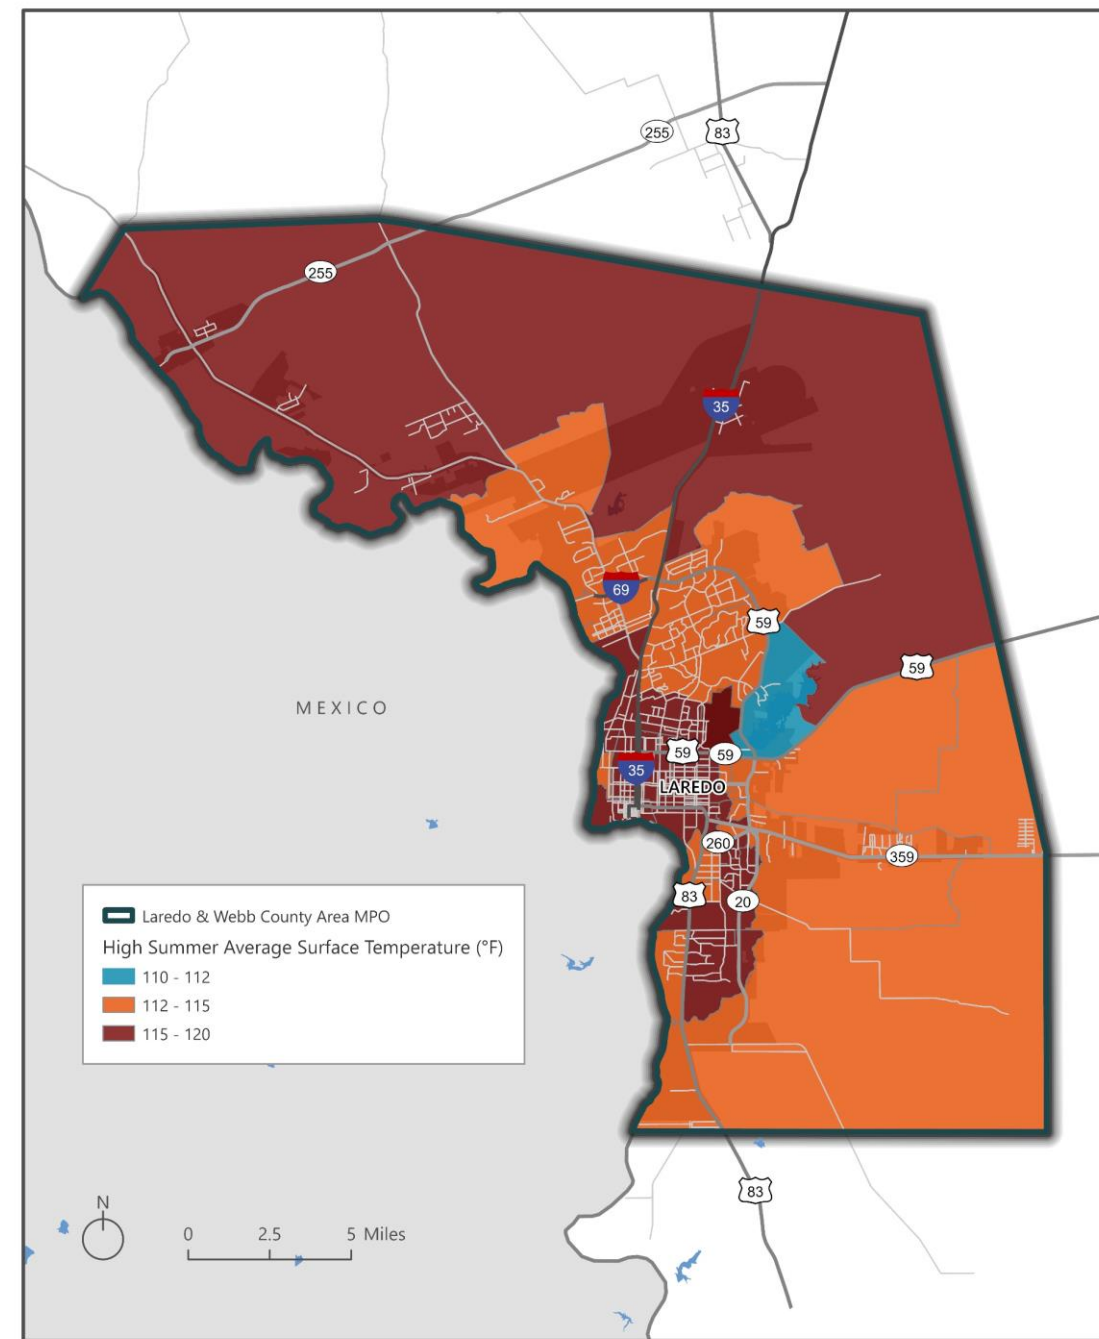 255
83
255
35
69
59
59
MEXICO
59
59
35
LAREDO
260
359
83
20
Laredo & Webb County Area MPO
High Summer Average Surface Temperature (°F)
110 - 112
112 - 115
115 - 120
83
N
0 2.5 5 Miles